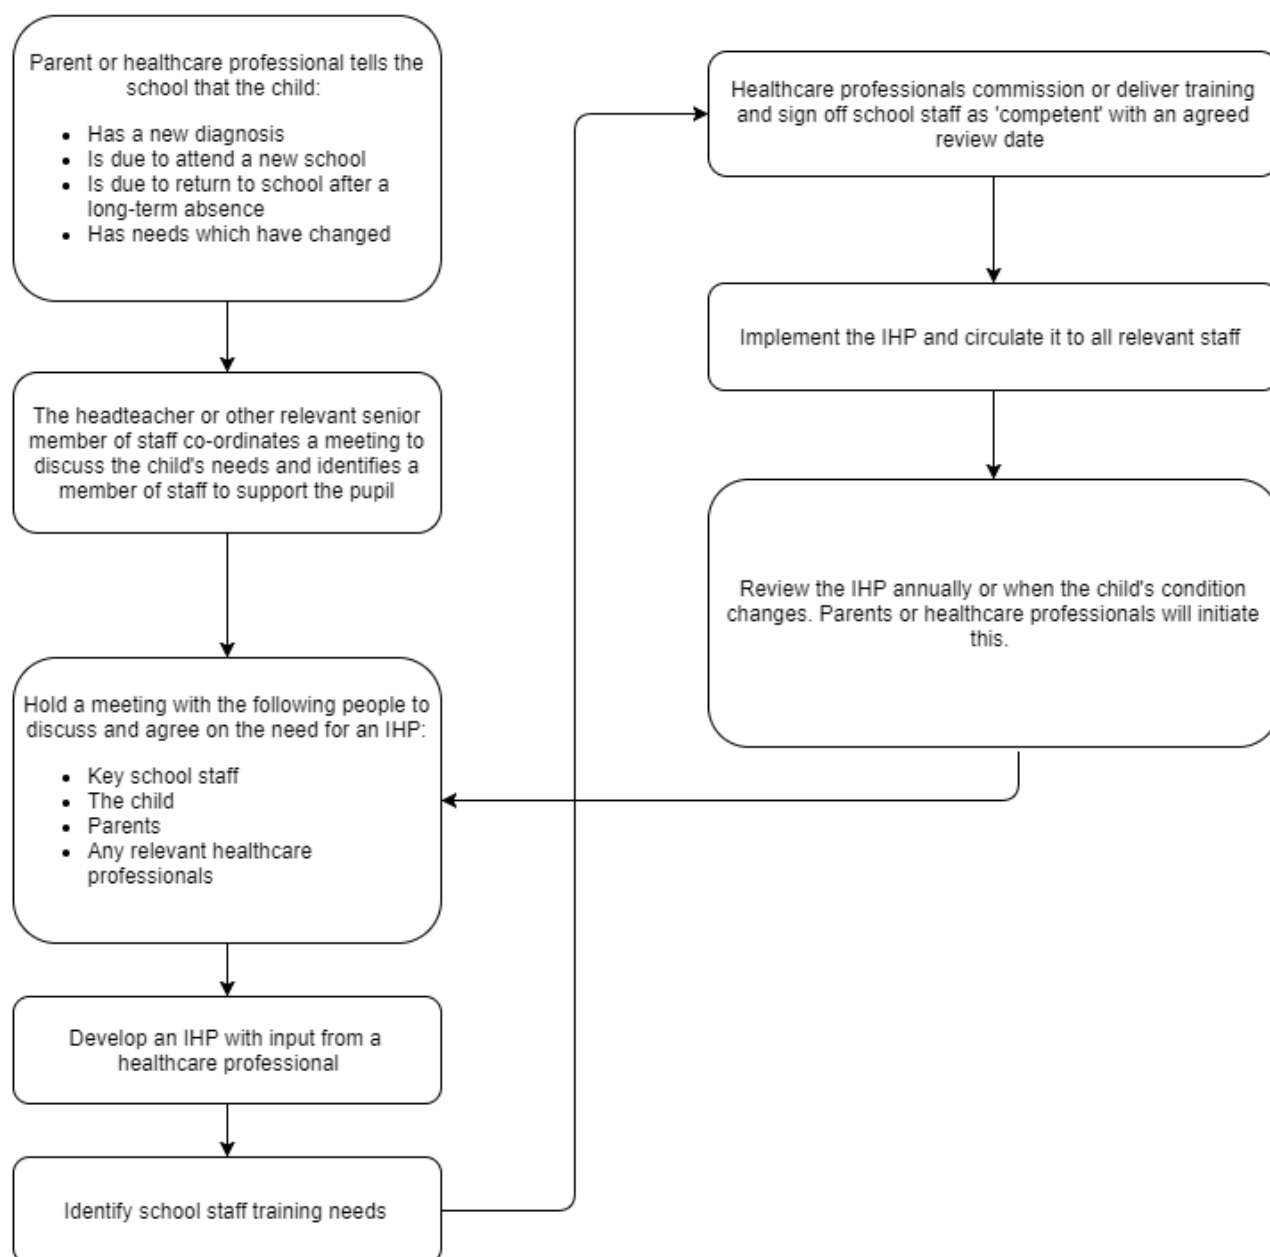 Parent or healthcare professional tells the
school that the child:
• Has a new diagnosis
• Is due to attend a new school
• Is due to return to school after a
long-term absence
• Has needs which have changed
The headteacher or other relevant senior
member of staff co-ordinates a meeting to
discuss the child's needs and identifies a
member of staff to support the pupil
Hold a meeting with the following people to
discuss and agree on the need for an IHP:
• Key school staff
• The child
• Parents
• Any relevant healthcare
professionals
Develop an IHP with input from a
healthcare professional
Identify school staff training needs
Healthcare professionals commission or deliver training
and sign off school staff as 'competent' with an agreed
review date
Implement the IHP and circulate it to all relevant staff
Review the IHP annually or when the child's condition
changes. Parents or healthcare professionals will initiate
this.